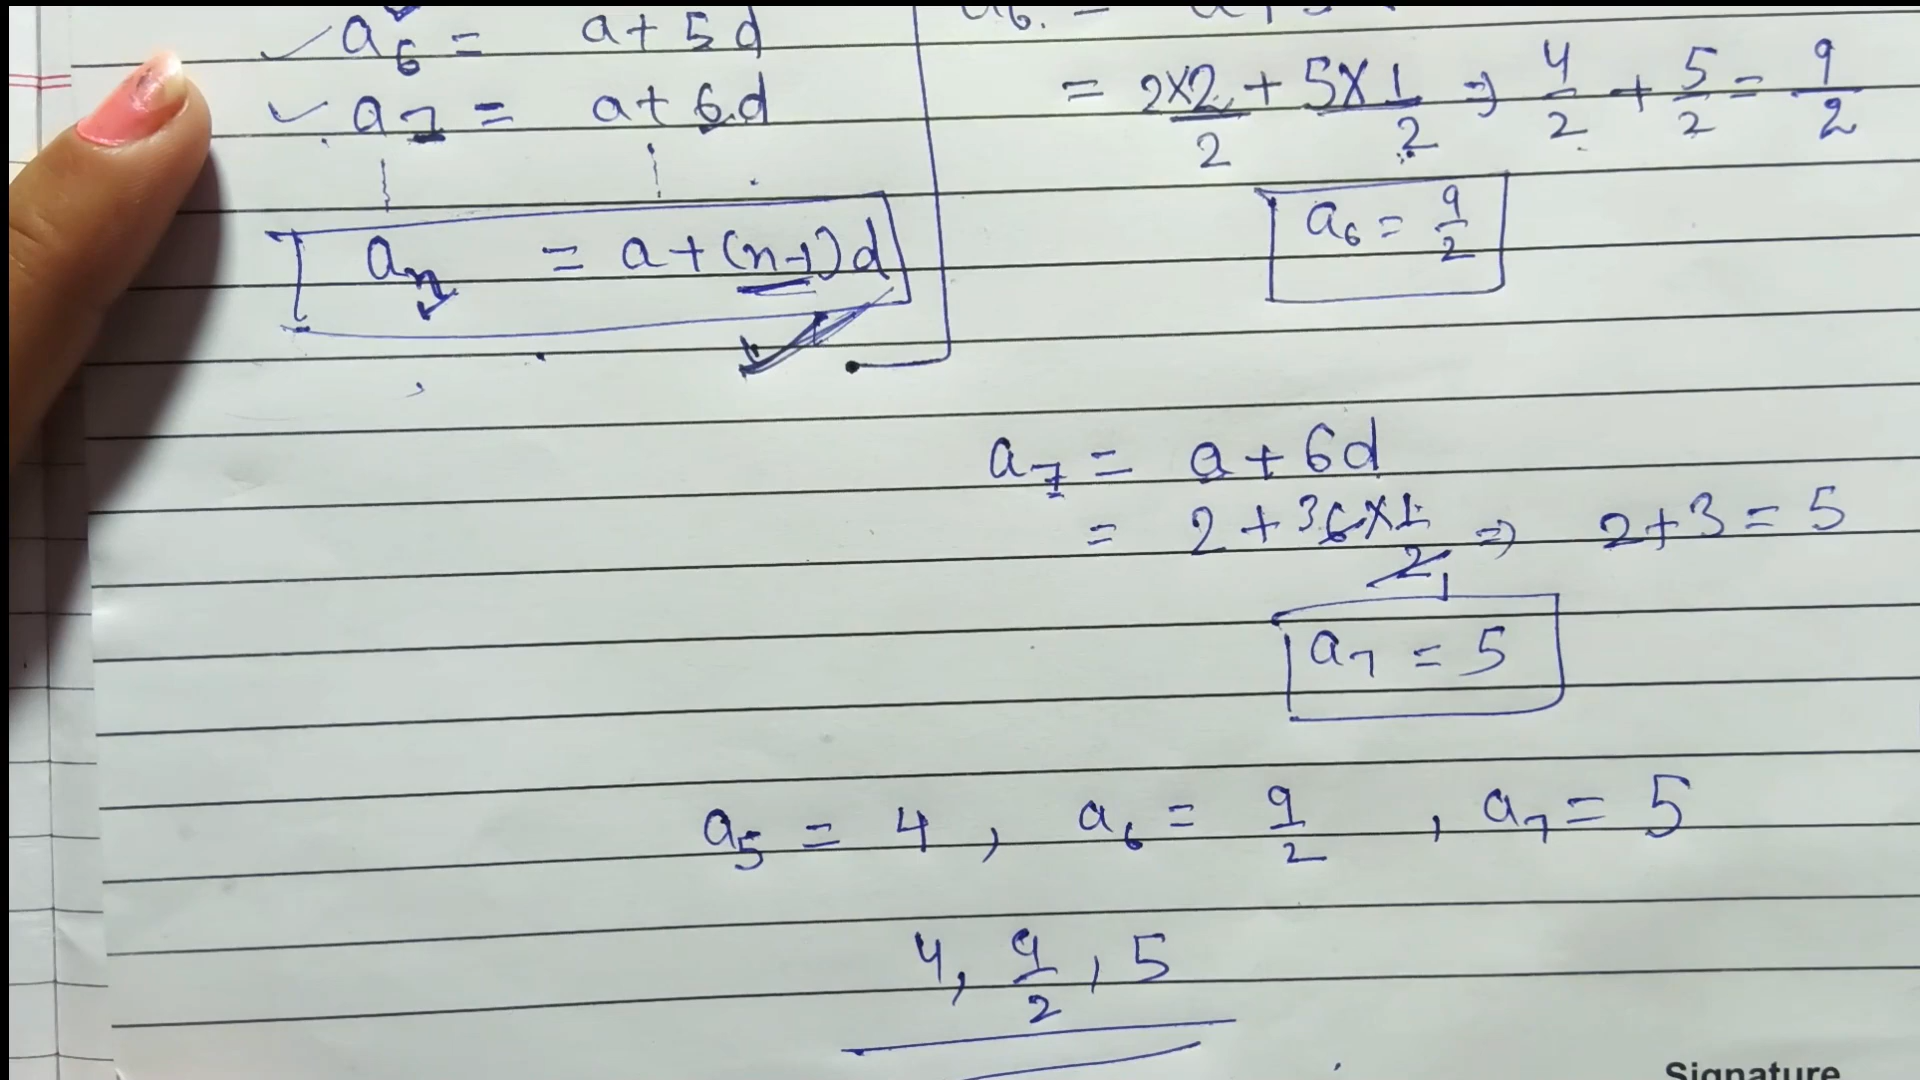 a₆ = a + 5d
a₇ = a + 6d
aₙ = a + (n-1)d
= 2×2/2 + 5×1/2 ⇒ 4/2 + 5/2 = 9/2
a₆ = 9/2
a₇ = a + 6d
= 2 + 3 6×1/2 1 ⇒ 2 + 3 = 5
a₇ = 5
a₅ = 4 , a₆ = 9/2 , a₇ = 5
4, 9/2, 5
Signature